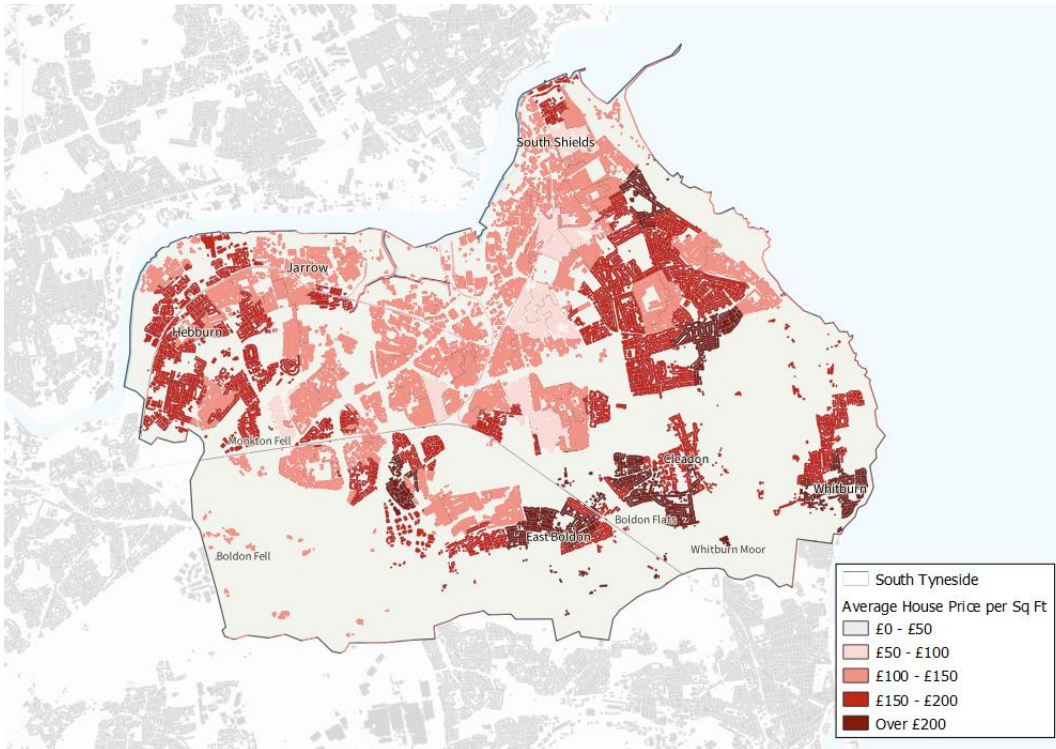 South Shields
Jarrow
Hebburn
Monkton Fell
Cleadon
Whitburn
Boldon Flats
East Boldon
Whitburn Moor
Boldon Fell
South Tyneside
Average House Price per Sq Ft
£0 - £50
£50 - £100
£100 - £150
£150 - £200
Over £200